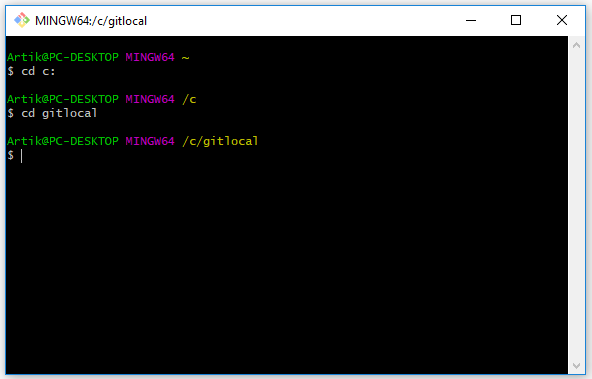 MINGW64:/c/gitlocal
Artik@PC-DESKTOP MINGW64 ~
$ cd c:
Artik@PC-DESKTOP MINGW64 /c
$ cd gitlocal
Artik@PC-DESKTOP MINGW64 /c/gitlocal
$